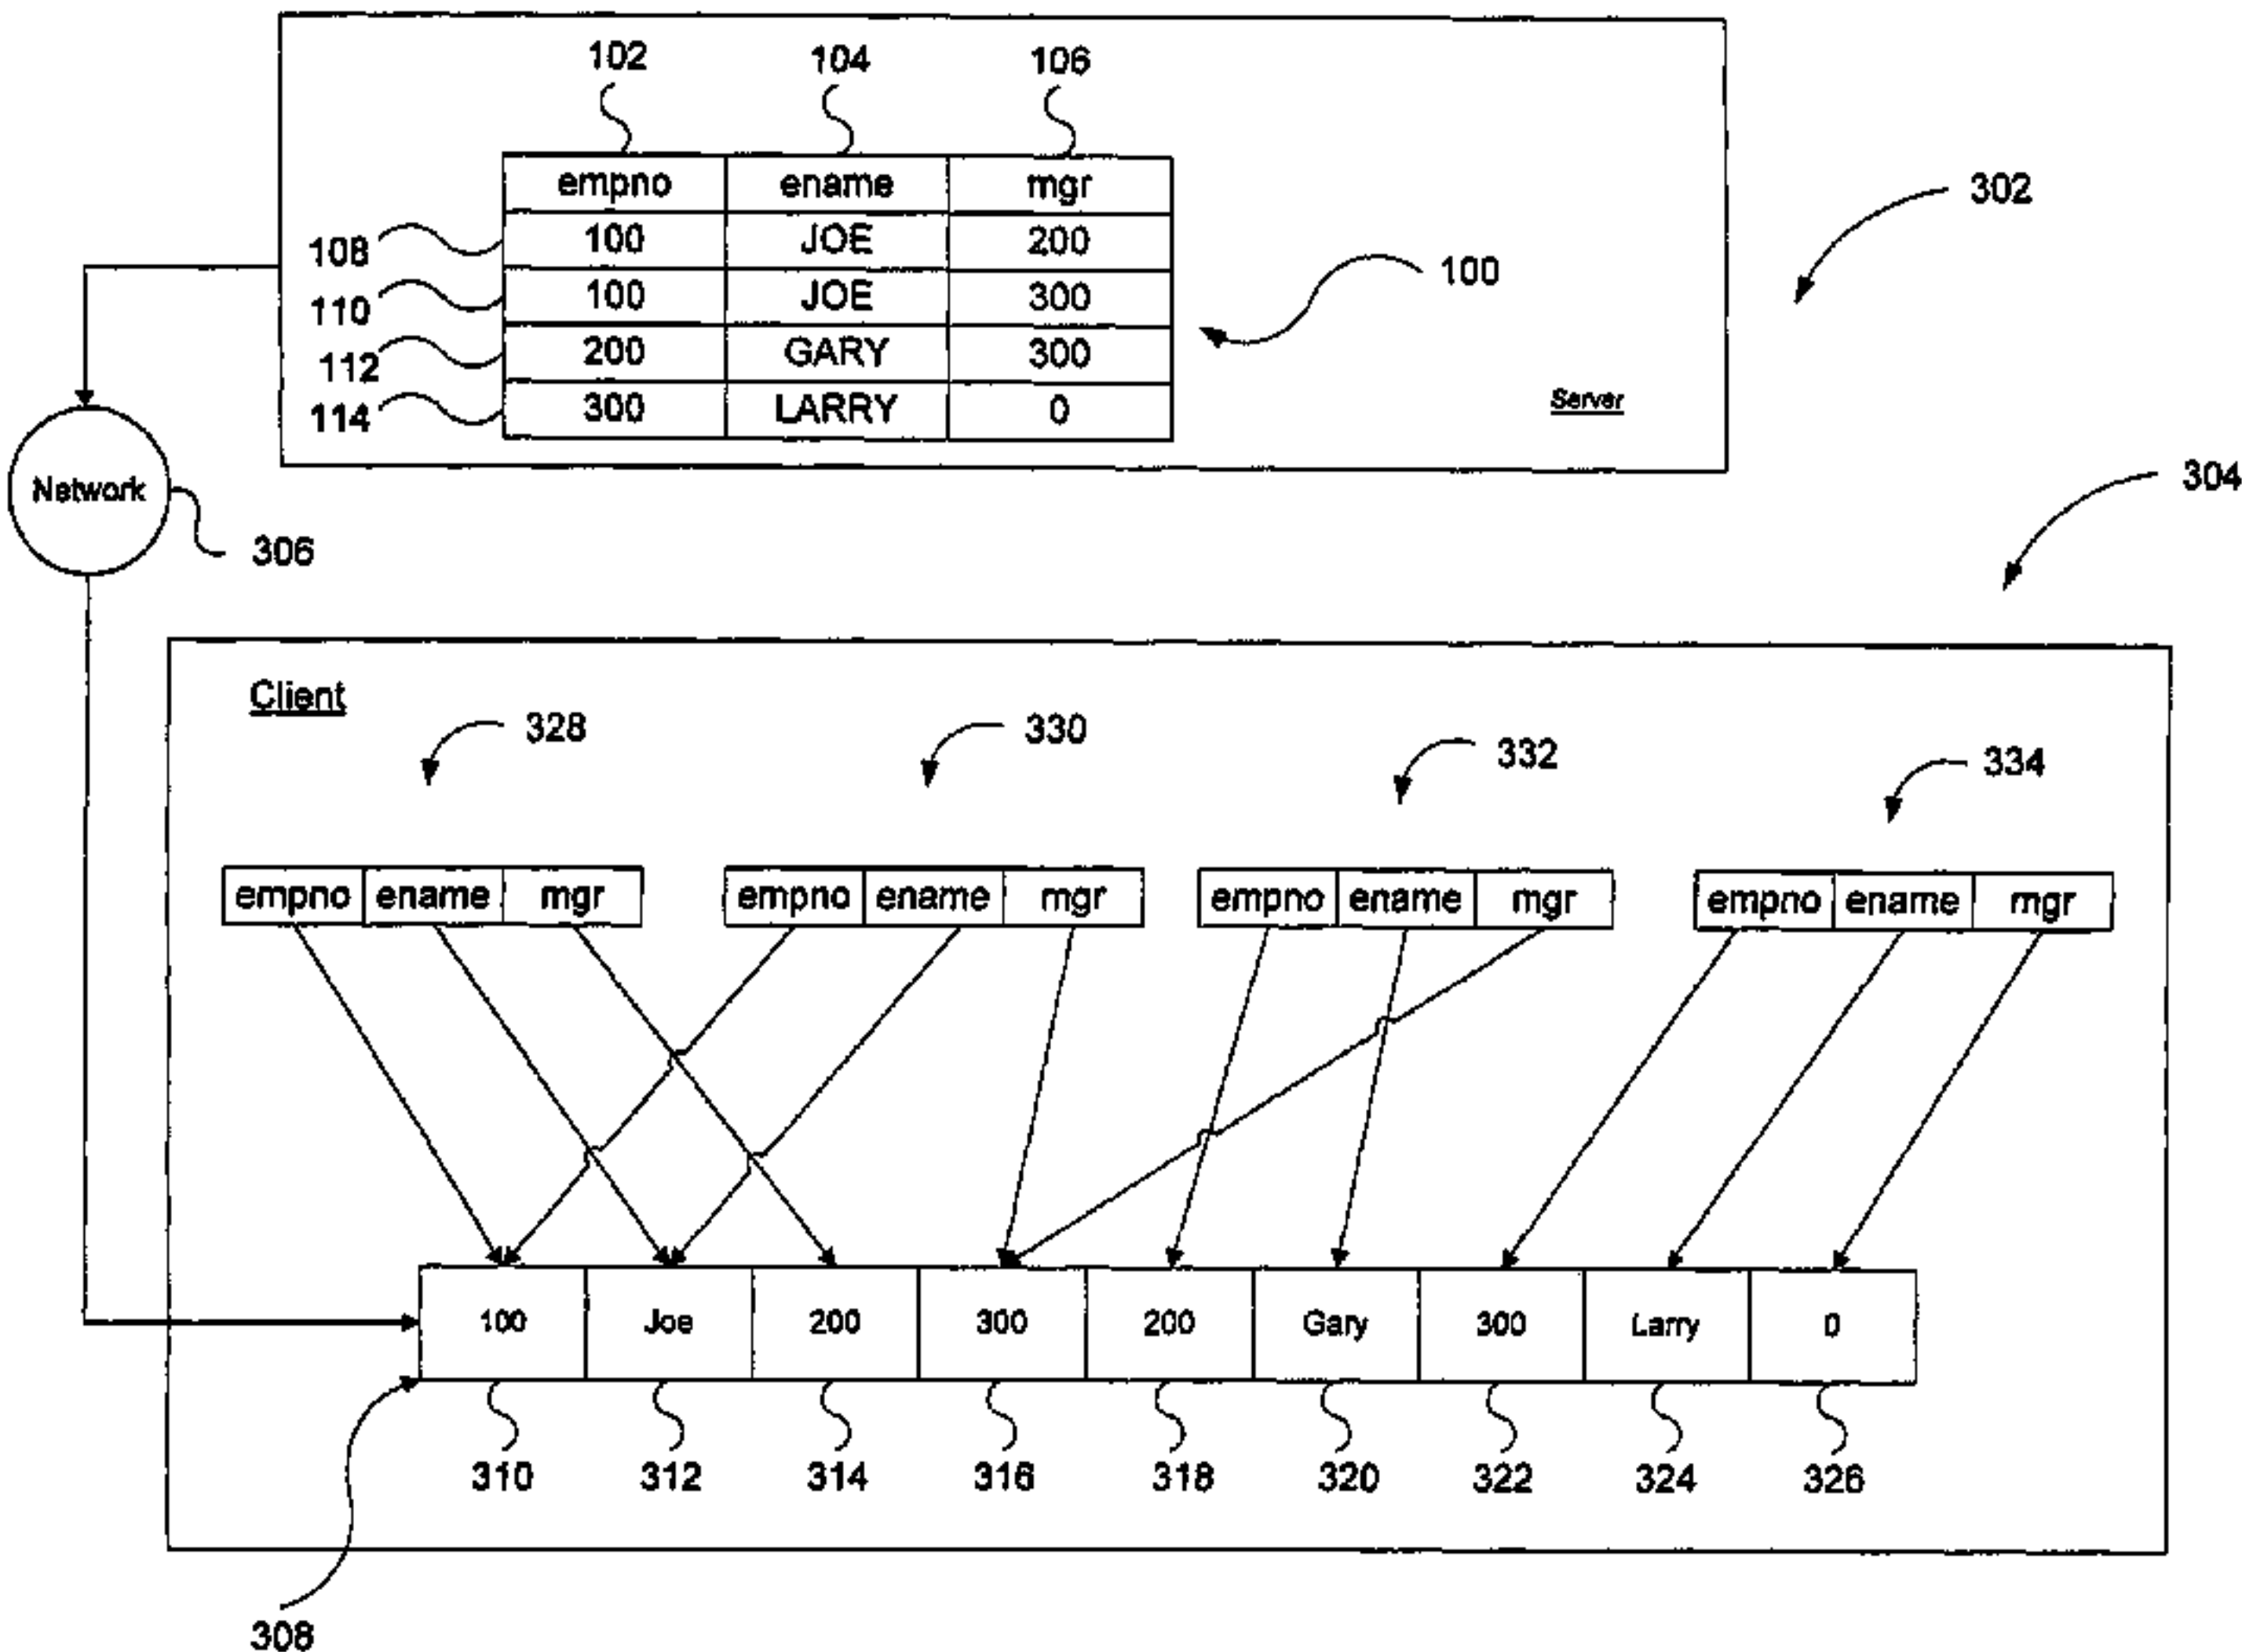 102 104 106
empno ename mgr
302
108 100 JOE 200
100
110 100 JOE 300
112 200 GARY 300
114 300 LARRY 0
Server
Network
304
306
Client
328 330 332 334
empno ename mgr empno ename mgr empno ename mgr empno ename mgr
100 Joe 200 300 200 Gary 300 Larry 0
310 312 314 316 318 320 322 324 326
308